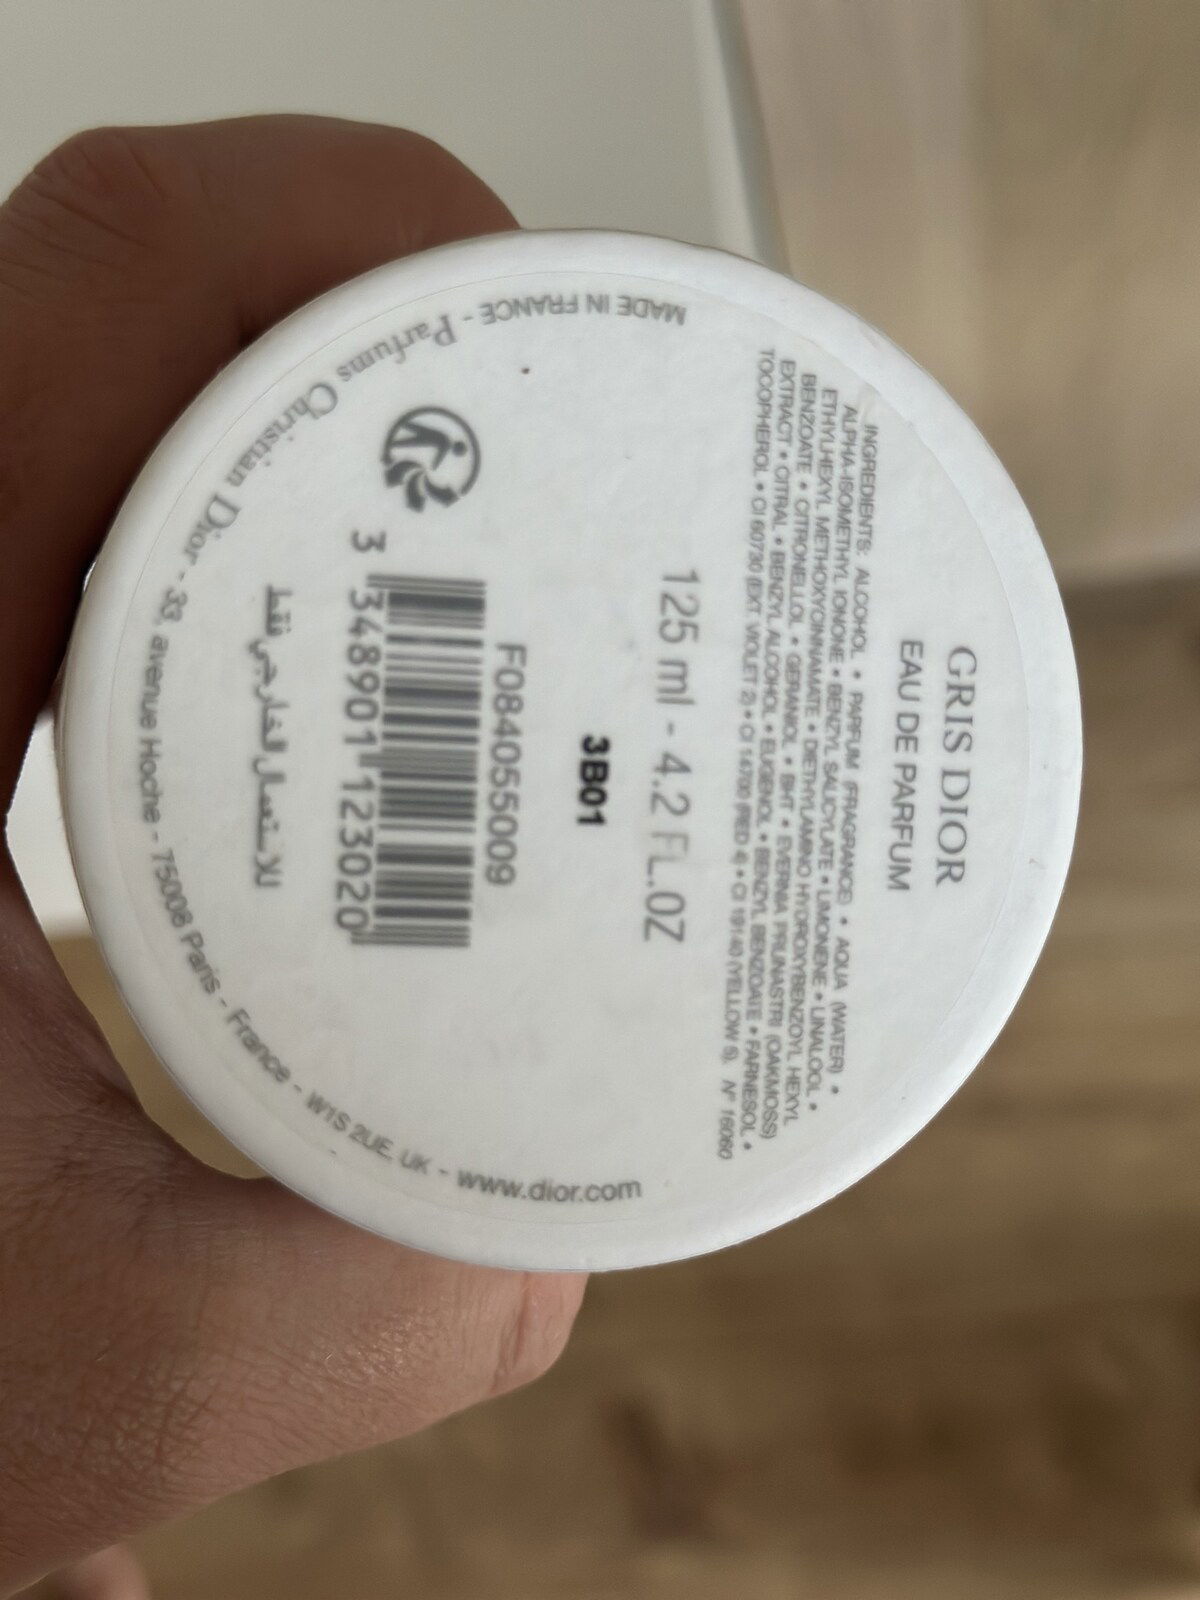 GRIS DIOR
EAU DE PARFUM
INGREDIENTS: ALCOHOL • PARFUM (FRAGRANCE) • AQUA (WATER) •
ALPHA-ISOMETHYL IONONE • BENZYL SALICYLATE • LIMONENE • LINALOOL •
ETHYLHEXYL METHOXYCINNAMATE • DIETHYLAMINO HYDROXYBENZOYL HEXYL
BENZOATE • CITRONELLOL • GERANIOL • BHT • EVERNIA PRUNASTRI (OAKMOSS)
EXTRACT • CITRAL • BENZYL ALCOHOL • EUGENOL • BENZYL BENZOATE • FARNESOL •
TOCOPHEROL • CI 60730 (EXT. VIOLET 2) • CI 14700 (RED 4) • CI 19140 (YELLOW 5). N° 16060
125 ml - 4.2 FL.OZ
3B01
F084055009
3 348901 123020
للاستعمال الخارجي فقط
MADE IN FRANCE - Parfums Christian Dior - 33, avenue Hoche - 75008 Paris - France - W1S 2UE, UK - www.dior.com